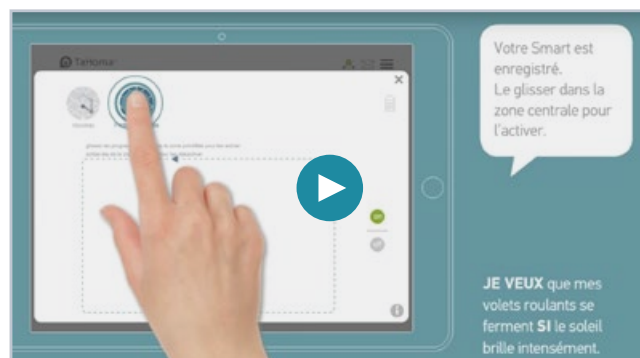 TaHoma
Votre Smart est
enregistré.
Le glisser dans la
zone centrale pour
l'activer.
JE VEUX que mes
volets roulants se
ferment SI le soleil
brille intensément.